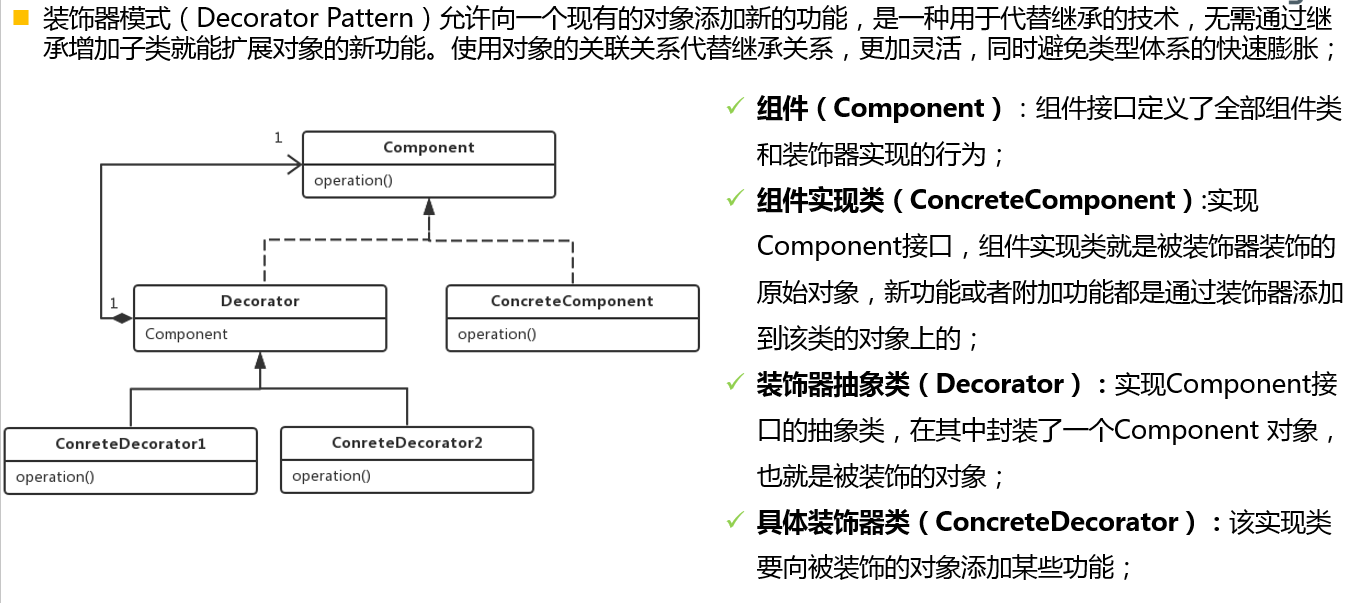 装饰器模式（Decorator Pattern）允许向一个现有的对象添加新的功能，是一种用于代替继承的技术，无需通过继
承增加子类就能扩展对象的新功能。使用对象的关联关系代替继承关系，更加灵活，同时避免类型体系的快速膨胀；
1
Component
operation()
1
Decorator
Component
ConcreteComponent
operation()
ConreteDecorator1
operation()
ConreteDecorator2
operation()
组件（Component）：组件接口定义了全部组件类
和装饰器实现的行为；
组件实现类（ConcreteComponent）:实现
Component接口，组件实现类就是被装饰器装饰的
原始对象，新功能或者附加功能都是通过装饰器添加
到该类的对象上的；
装饰器抽象类（Decorator）：实现Component接
口的抽象类，在其中封装了一个Component 对象，
也就是被装饰的对象；
具体装饰器类（ConcreteDecorator）：该实现类
要向被装饰的对象添加某些功能；